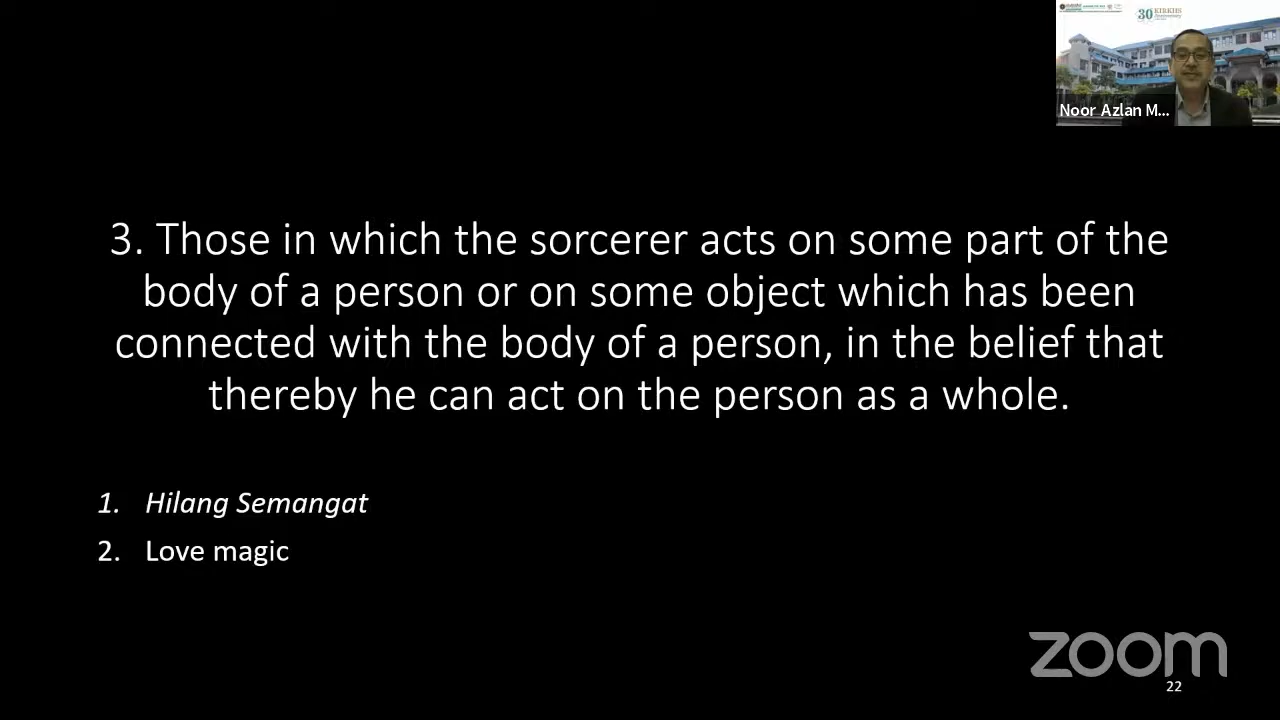 30 KIRKHS
Anniversary
Noor Azlan M...
3. Those in which the sorcerer acts on some part of the
body of a person or on some object which has been
connected with the body of a person, in the belief that
thereby he can act on the person as a whole.
1. Hilang Semangat
2. Love magic
zoom
22